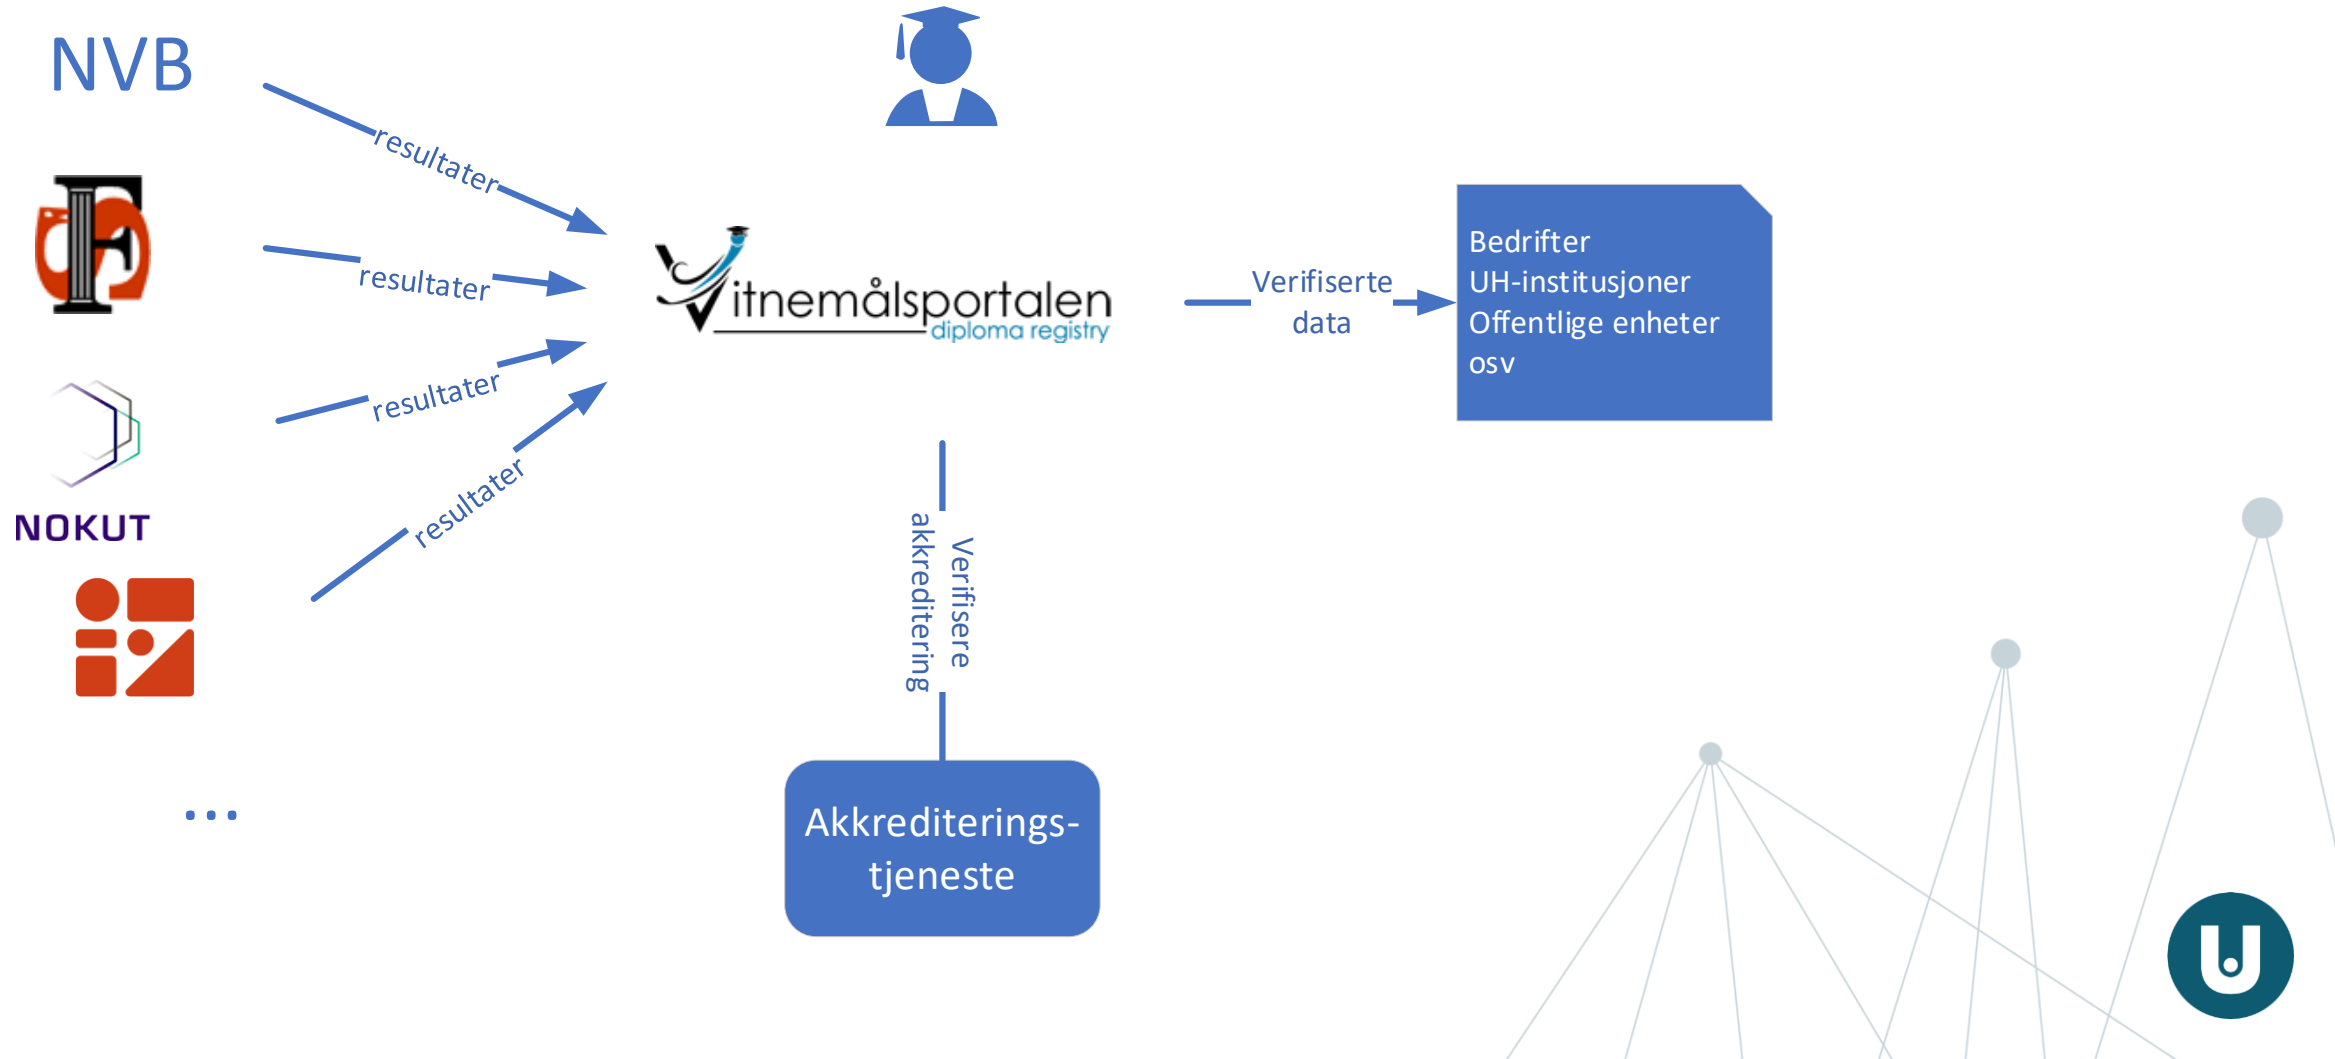 NVB
resultater
resultater
resultater
resultater
NOKUT
...
Vitnemålsportalen
diploma registry
Verifiserte
data
Bedrifter
UH-institusjoner
Offentlige enheter
osv
Verifisere
akkreditering
Akkrediterings-
tjeneste
U